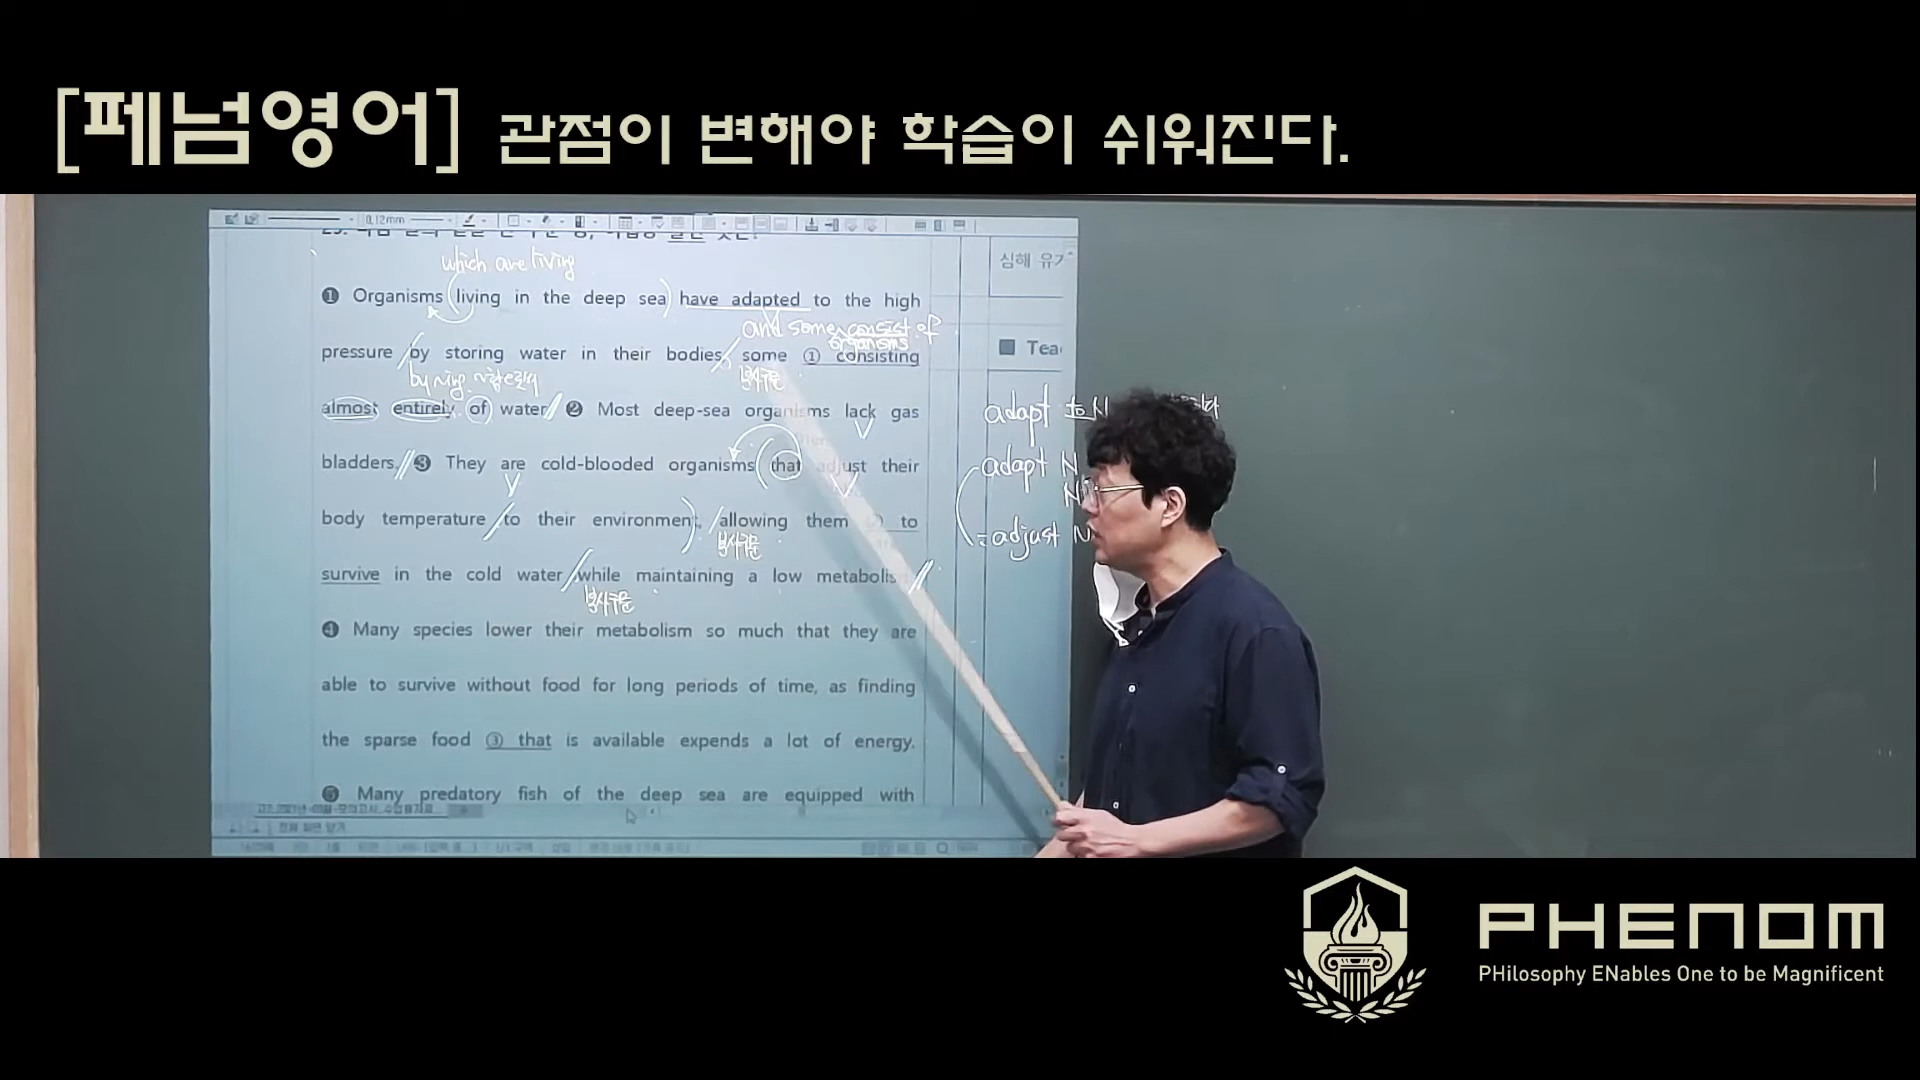 [페넘영어] 관점이 변해야 학습이 쉬워진다.
0.12mm
which are living
❶ Organisms living in the deep sea have adapted to the high
and some consist of
organisms
pressure by storing water in their bodies, some ① consisting
분사구문
almost entirely of water. ❷ Most deep-sea organisms lack gas
bladders. ❸ They are cold-blooded organisms that adjust their
body temperature to their environment, allowing them ② to
분사구문
survive in the cold water while maintaining a low metabolism.
분사구문
❹ Many species lower their metabolism so much that they are
able to survive without food for long periods of time, as finding
the sparse food ③ that is available expends a lot of energy.
❺ Many predatory fish of the deep sea are equipped with
심해 유기
■ Tea
adapt
adapt N
N
= adjust N
PHENOM
PHilosophy ENables One to be Magnificent